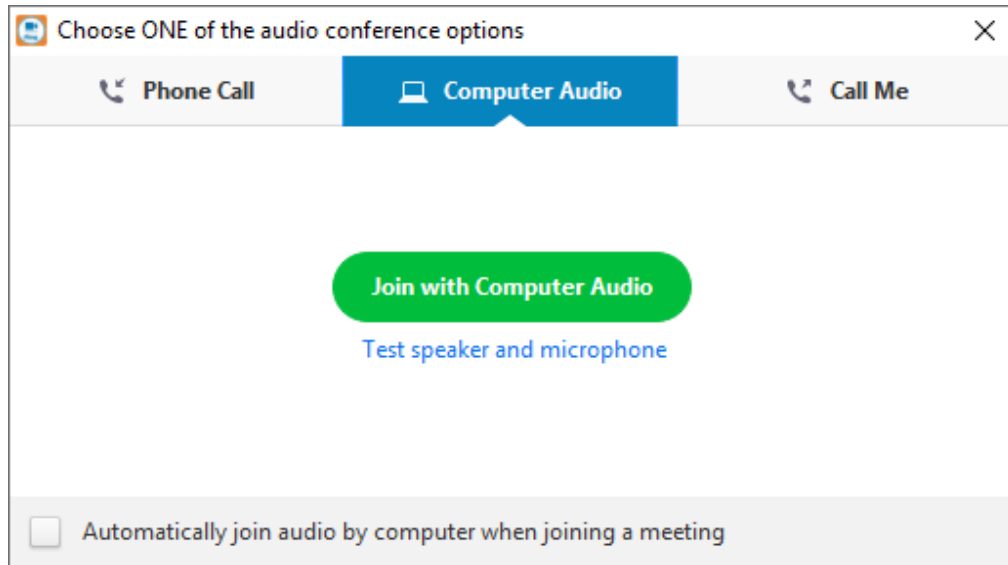 Choose ONE of the audio conference options
Phone Call
Computer Audio
Call Me
Join with Computer Audio
Test speaker and microphone
Automatically join audio by computer when joining a meeting